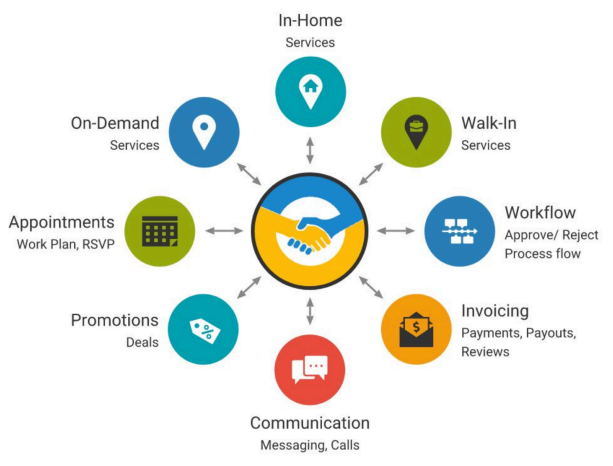 In-Home
Services
On-Demand
Services
Walk-In
Services
Appointments
Work Plan, RSVP
Workflow
Approve/ Reject
Process flow
Promotions
Deals
Invoicing
Payments, Payouts,
Reviews
$
%
Communication
Messaging, Calls